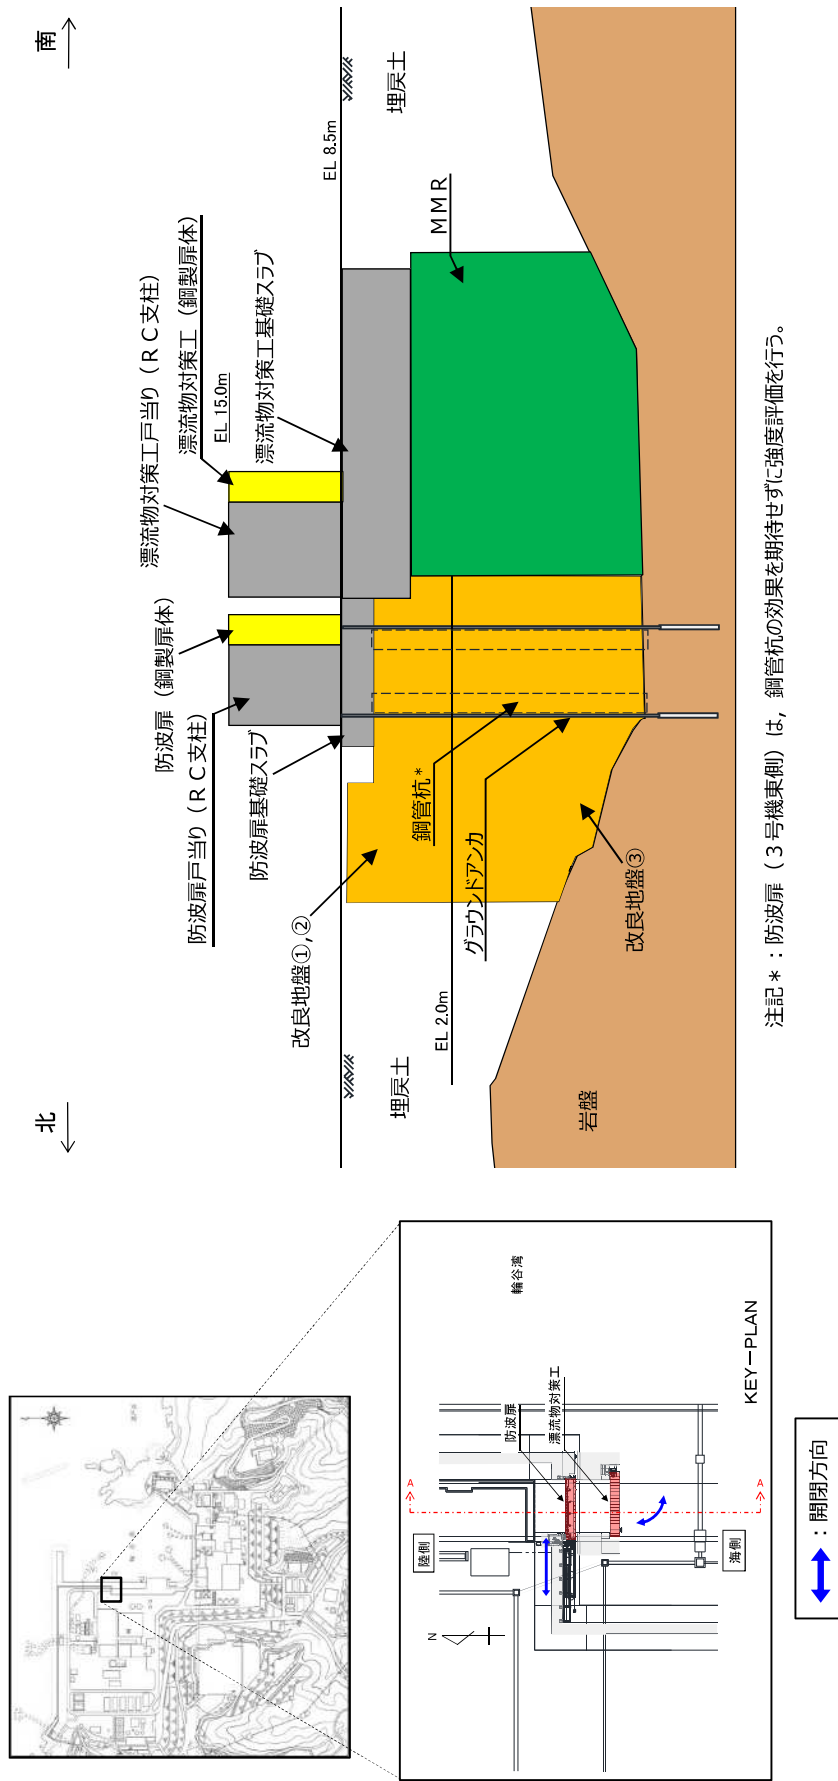 北
南
漂流物対策工戸当り（ＲＣ支柱）
漂流物対策工（鋼製扉体）
EL 15.0m
漂流物対策工基礎スラブ
防波扉（鋼製扉体）
防波扉戸当り（ＲＣ支柱）
防波扉基礎スラブ
EL 8.5m
埋戻土
埋戻土
ＭＭＲ
改良地盤①,②
鋼管杭*
グラウンドアンカ
EL 2.0m
改良地盤③
岩盤
注記＊：防波扉（３号機東側）は，鋼管杭の効果を期待せずに強度評価を行う。
輪谷湾
防波扉
漂流物対策工
A
A
陸側
海側
N
KEY－PLAN
：開閉方向